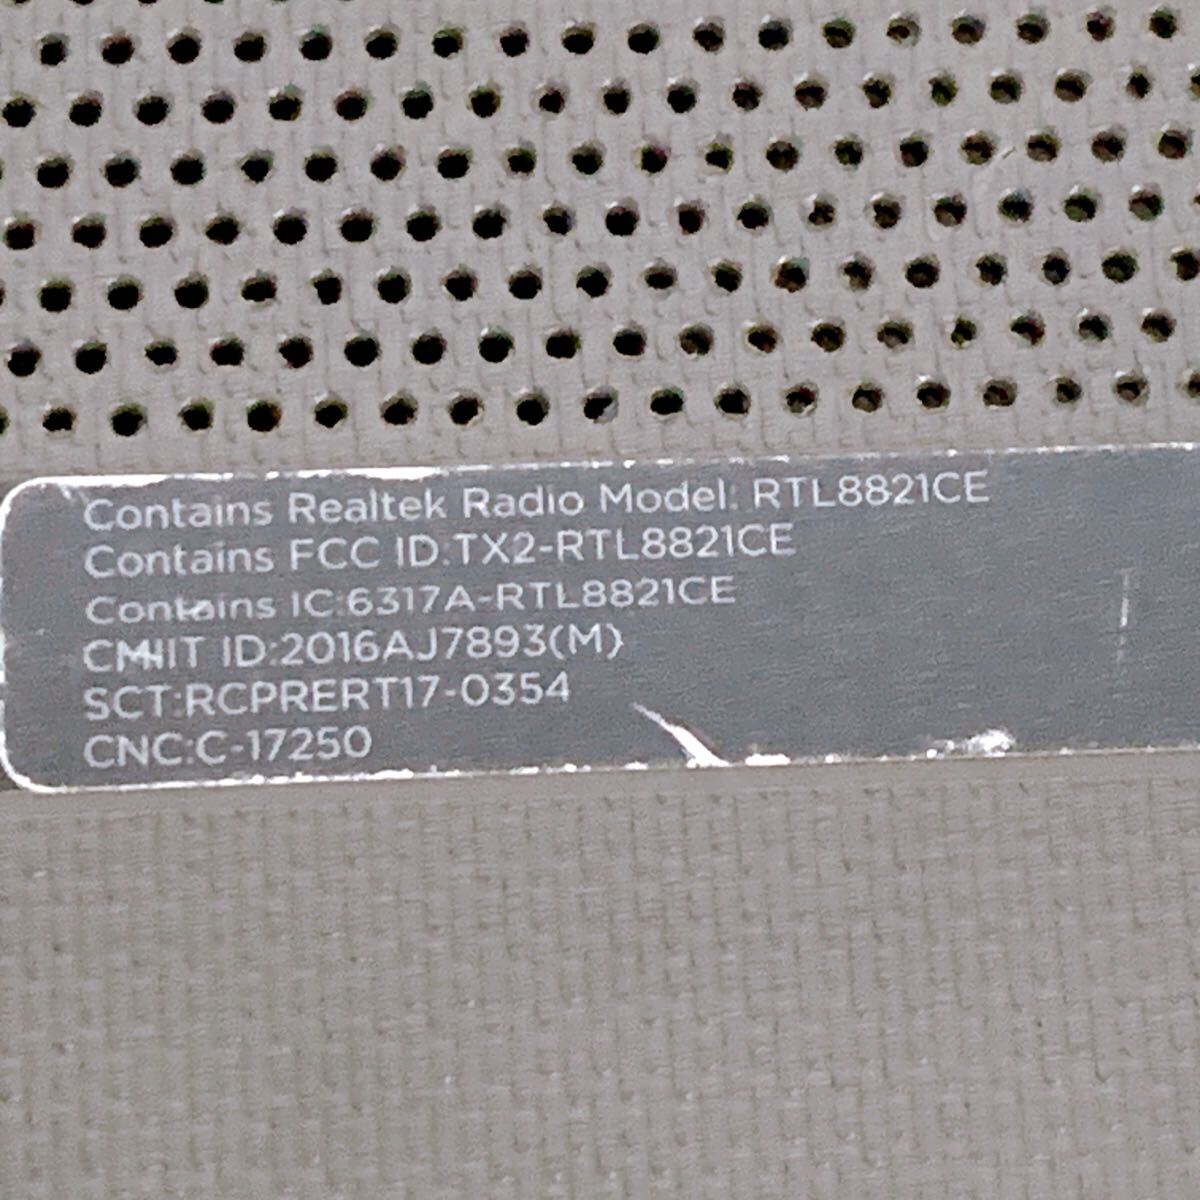 Contains Realtek Radio Model: RTL8821CE
Contains FCC ID:TX2-RTL8821CE
Contains IC:6317A-RTL8821CE
CMIIT ID:2016AJ7893(M)
SCT:RCPRERT17-0354
CNC:C-17250